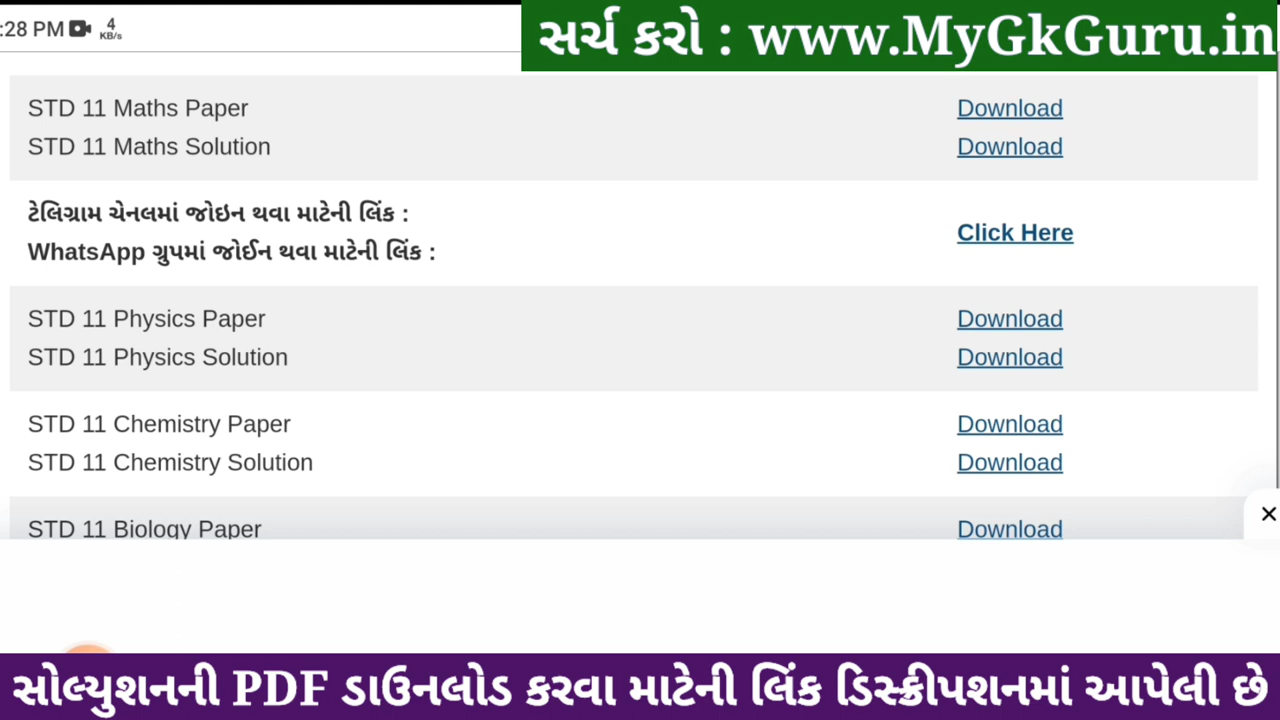 :28 PM 4 KB/s
સર્ચ કરો : www.MyGkGuru.in
STD 11 Maths Paper Download
STD 11 Maths Solution Download
ટેલિગ્રામ ચેનલમાં જોઇન થવા માટેની લિંક :
Click Here
WhatsApp ગ્રુપમાં જોઈન થવા માટેની લિંક :
STD 11 Physics Paper Download
STD 11 Physics Solution Download
STD 11 Chemistry Paper Download
STD 11 Chemistry Solution Download
STD 11 Biology Paper Download
સોલ્યુશનની PDF ડાઉનલોડ કરવા માટેની લિંક ડિસ્ક્રીપશનમાં આપેલી છે